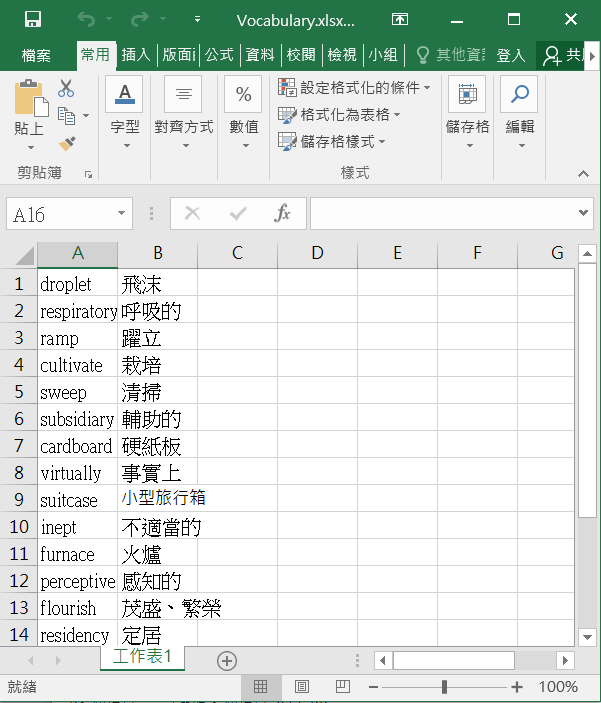 Vocabulary.xlsx...
檔案 常用 插入 版面 公式 資料 校閱 檢視 小組 其他資 登入 共
貼上 字型 對齊方式 數值 設定格式化的條件 儲存格 編輯
格式化為表格
儲存格樣式
剪貼簿 樣式
A16 fx
A B C D E F G
1 droplet 飛沫
2 respiratory 呼吸的
3 ramp 躍立
4 cultivate 栽培
5 sweep 清掃
6 subsidiary 輔助的
7 cardboard 硬紙板
8 virtually 事實上
9 suitcase 小型旅行箱
10 inept 不適當的
11 furnace 火爐
12 perceptive 感知的
13 flourish 茂盛、繁榮
14 residency 定居
工作表1
就緒 100%